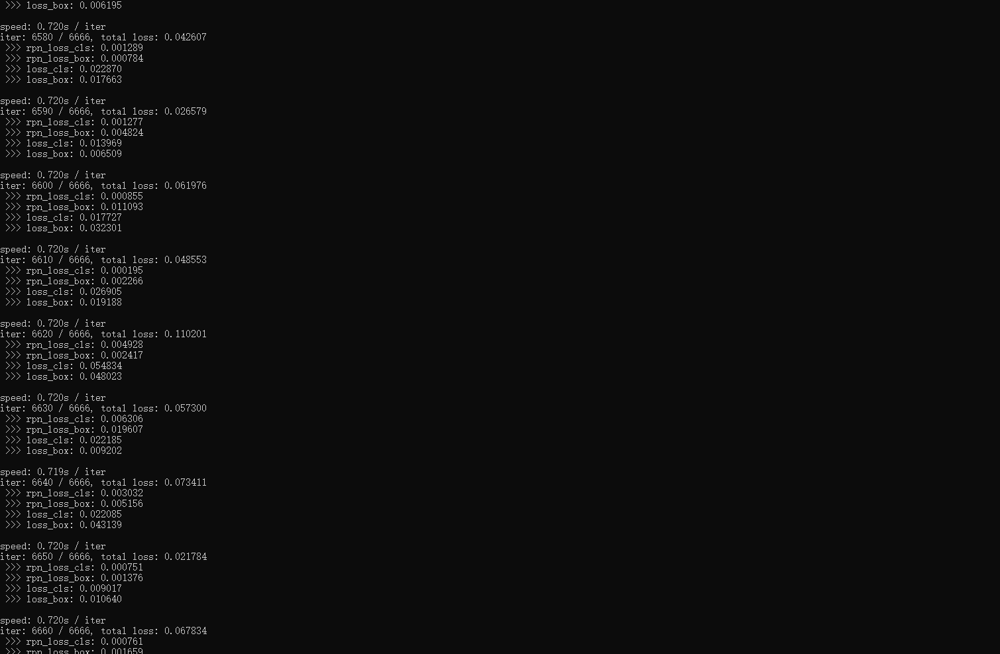 >>> loss_box: 0.006195
speed: 0.720s / iter
iter: 6580 / 6666, total loss: 0.042607
>>> rpn_loss_cls: 0.001289
>>> rpn_loss_box: 0.000784
>>> loss_cls: 0.022870
>>> loss_box: 0.017663
speed: 0.720s / iter
iter: 6590 / 6666, total loss: 0.026579
>>> rpn_loss_cls: 0.001277
>>> rpn_loss_box: 0.004824
>>> loss_cls: 0.013969
>>> loss_box: 0.006509
speed: 0.720s / iter
iter: 6600 / 6666, total loss: 0.061976
>>> rpn_loss_cls: 0.000855
>>> rpn_loss_box: 0.011093
>>> loss_cls: 0.017727
>>> loss_box: 0.032301
speed: 0.720s / iter
iter: 6610 / 6666, total loss: 0.048553
>>> rpn_loss_cls: 0.000195
>>> rpn_loss_box: 0.002266
>>> loss_cls: 0.026905
>>> loss_box: 0.019188
speed: 0.720s / iter
iter: 6620 / 6666, total loss: 0.110201
>>> rpn_loss_cls: 0.004928
>>> rpn_loss_box: 0.002417
>>> loss_cls: 0.054834
>>> loss_box: 0.048023
speed: 0.720s / iter
iter: 6630 / 6666, total loss: 0.057300
>>> rpn_loss_cls: 0.006306
>>> rpn_loss_box: 0.019607
>>> loss_cls: 0.022185
>>> loss_box: 0.009202
speed: 0.719s / iter
iter: 6640 / 6666, total loss: 0.073411
>>> rpn_loss_cls: 0.003032
>>> rpn_loss_box: 0.005156
>>> loss_cls: 0.022085
>>> loss_box: 0.043139
speed: 0.720s / iter
iter: 6650 / 6666, total loss: 0.021784
>>> rpn_loss_cls: 0.000751
>>> rpn_loss_box: 0.001376
>>> loss_cls: 0.009017
>>> loss_box: 0.010640
speed: 0.720s / iter
iter: 6660 / 6666, total loss: 0.067834
>>> rpn_loss_cls: 0.000761
>>> rpn_loss_box: 0.001659